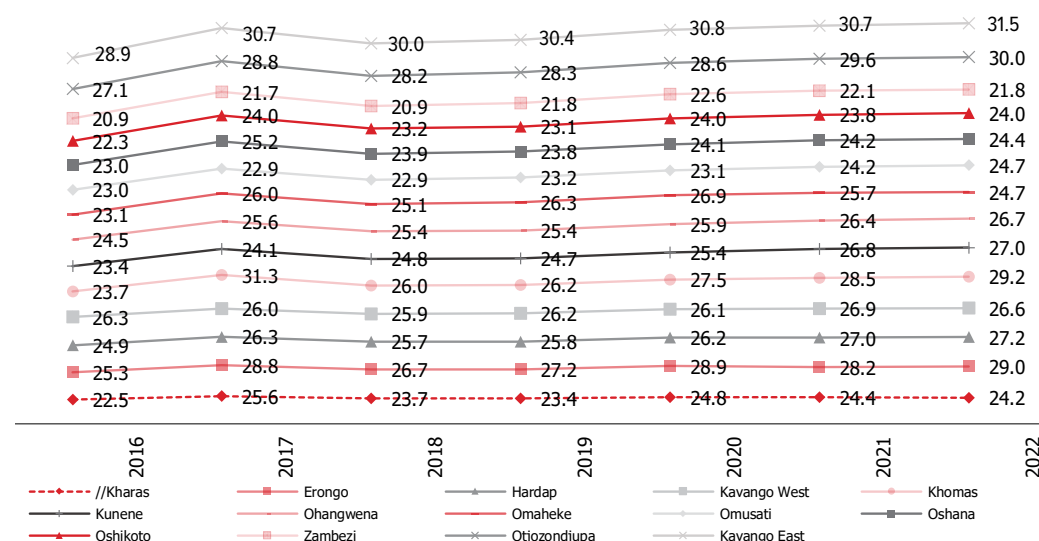 28.9 30.7 30.0 30.4 30.8 30.7 31.5
27.1 28.8 28.2 28.3 28.6 29.6 30.0
20.9 21.7 20.9 21.8 22.6 22.1 21.8
22.3 24.0 23.2 23.1 24.0 23.8 24.0
23.0 25.2 23.9 23.8 24.1 24.2 24.4
23.0 22.9 22.9 23.2 23.1 24.2 24.7
23.1 26.0 25.1 26.3 26.9 25.7 24.7
24.5 25.6 25.4 25.4 25.9 26.4 26.7
23.4 24.1 24.8 24.7 25.4 26.8 27.0
23.7 31.3 26.0 26.2 27.5 28.5 29.2
26.3 26.0 25.9 26.2 26.1 26.9 26.6
24.9 26.3 25.7 25.8 26.2 27.0 27.2
25.3 28.8 26.7 27.2 28.9 28.2 29.0
22.5 25.6 23.7 23.4 24.8 24.4 24.2
2016 2017 2018 2019 2020 2021 2022
//Kharas Erongo Hardap Kavango West Khomas
Kunene Ohangwena Omaheke Omusati Oshana
Oshikoto Zambezi Otjozondjupa Kavango East